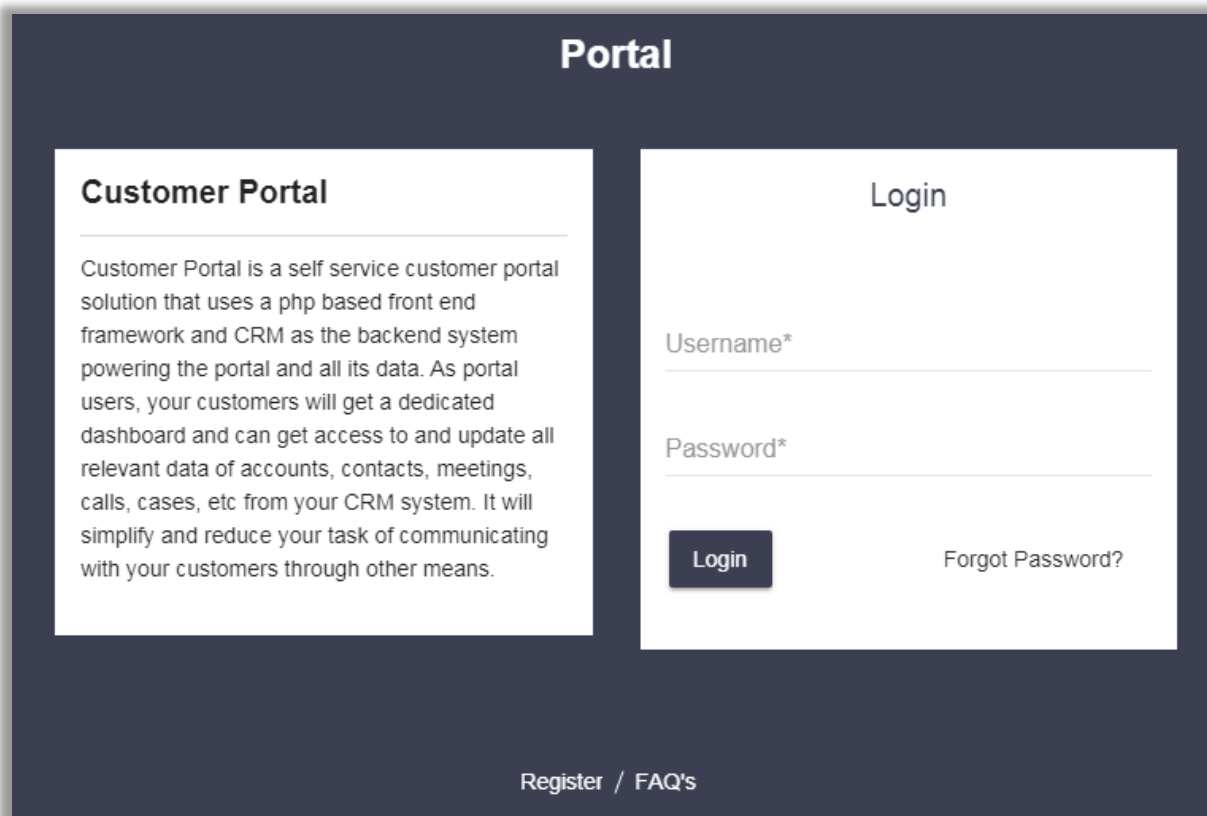 Portal
Customer Portal
Customer Portal is a self service customer portal
solution that uses a php based front end
framework and CRM as the backend system
powering the portal and all its data. As portal
users, your customers will get a dedicated
dashboard and can get access to and update all
relevant data of accounts, contacts, meetings,
calls, cases, etc from your CRM system. It will
simplify and reduce your task of communicating
with your customers through other means.
Login
Username*
Password*
Login
Forgot Password?
Register / FAQ's